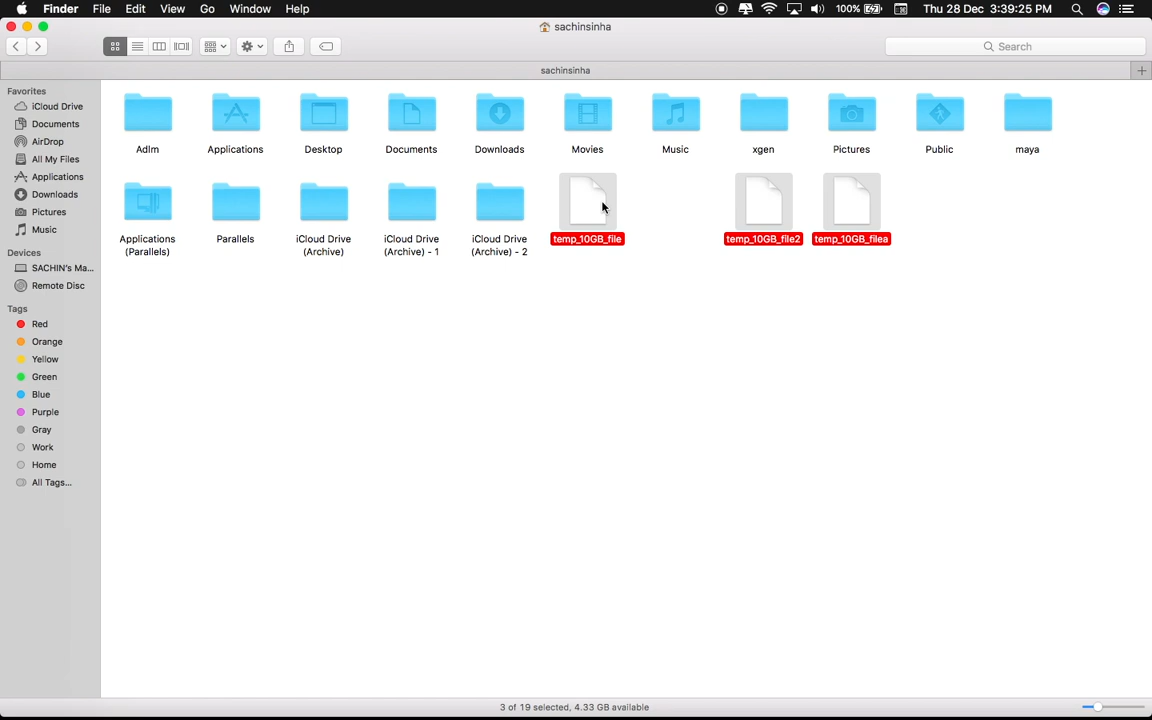 Finder File Edit View Go Window Help 100% Thu 28 Dec 3:39:25 PM
sachinsinha
Search
sachinsinha
Favorites
iCloud Drive
Documents
AirDrop
All My Files
Applications
Downloads
Pictures
Music
Devices
SACHIN's Ma...
Remote Disc
Tags
Red
Orange
Yellow
Green
Blue
Purple
Gray
Work
Home
All Tags...
Adlm Applications Desktop Documents Downloads Movies Music xgen Pictures Public maya
Applications (Parallels)
Parallels
iCloud Drive (Archive)
iCloud Drive (Archive) - 1
iCloud Drive (Archive) - 2
temp_10GB_file
temp_10GB_file2
temp_10GB_filea
3 of 19 selected, 4.33 GB available